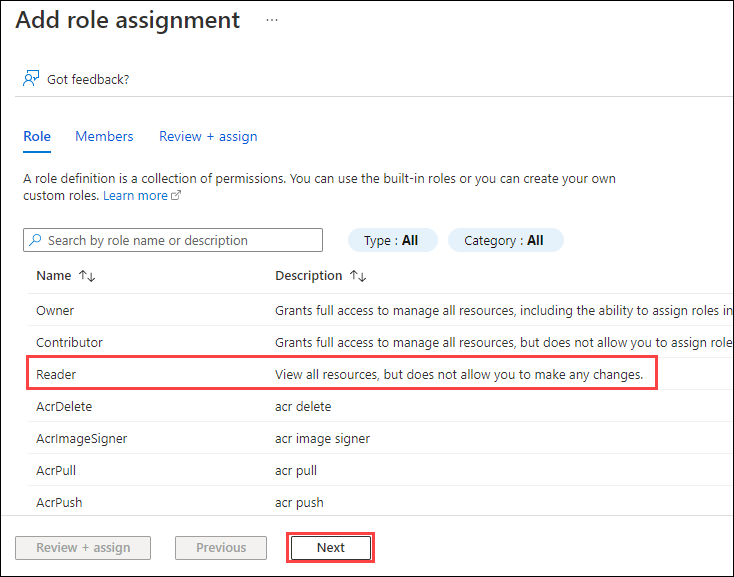 Add role assignment ...
Got feedback?
Role Members Review + assign
A role definition is a collection of permissions. You can use the built-in roles or you can create your own
custom roles. Learn more
Search by role name or description Type : All Category : All
Name ↑↓ Description ↑↓
Owner Grants full access to manage all resources, including the ability to assign roles in
Contributor Grants full access to manage all resources, but does not allow you to assign role
Reader View all resources, but does not allow you to make any changes.
AcrDelete acr delete
AcrImageSigner acr image signer
AcrPull acr pull
AcrPush acr push
Review + assign Previous Next